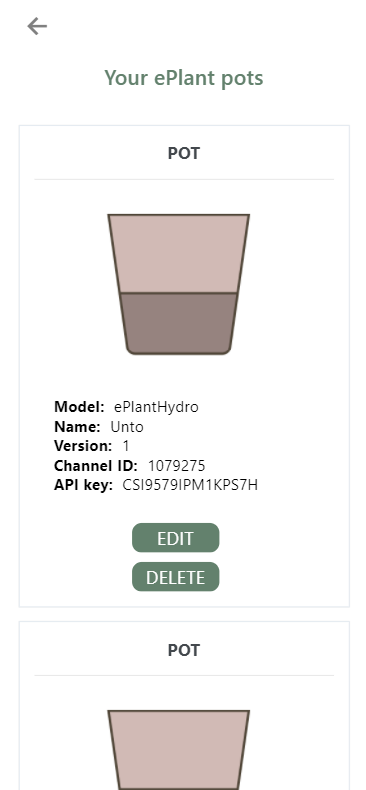 Your ePlant pots
POT
Model: ePlantHydro
Name: Unto
Version: 1
Channel ID: 1079275
API key: CSI9579IPM1KPS7H
EDIT
DELETE
POT